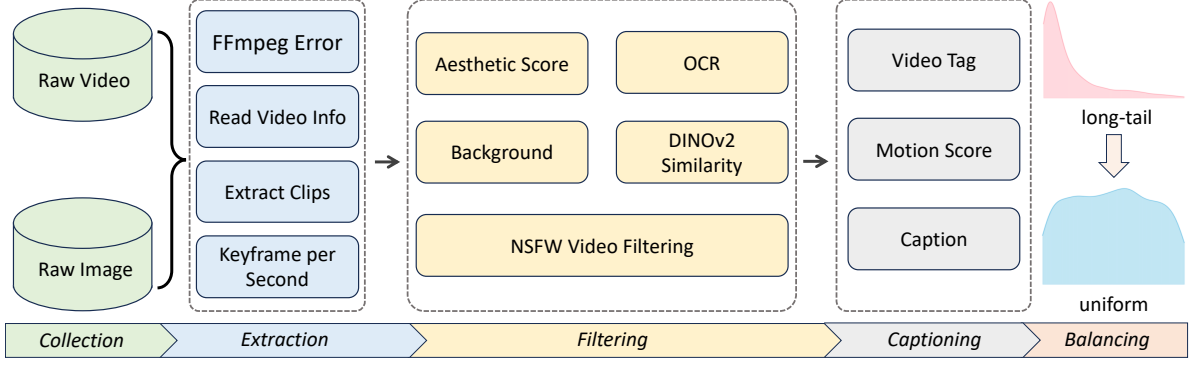 Raw Video
Raw Image
FFmpeg Error
Read Video Info
Extract Clips
Keyframe per
Second
Aesthetic Score
OCR
Background
DINOv2
Similarity
NSFW Video Filtering
Video Tag
Motion Score
Caption
long-tail
uniform
Collection
Extraction
Filtering
Captioning
Balancing